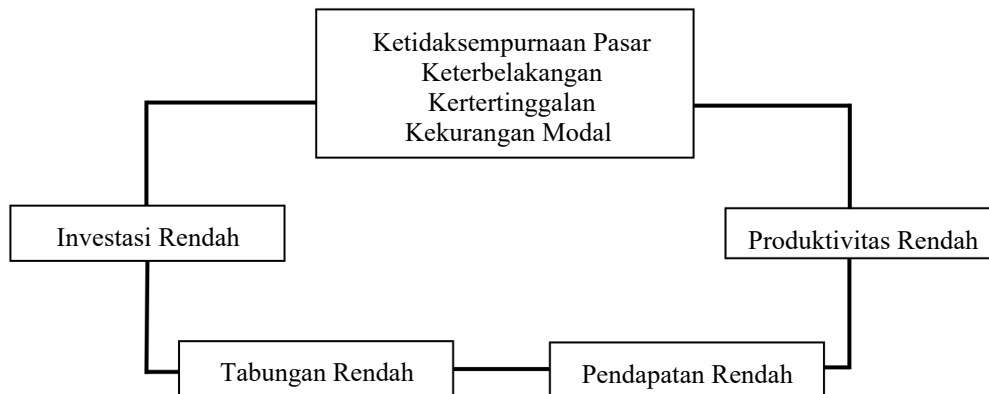 Ketidaksempurnaan Pasar
Keterbelakangan
Kertertinggalan
Kekurangan Modal
Investasi Rendah
Produktivitas Rendah
Tabungan Rendah
Pendapatan Rendah